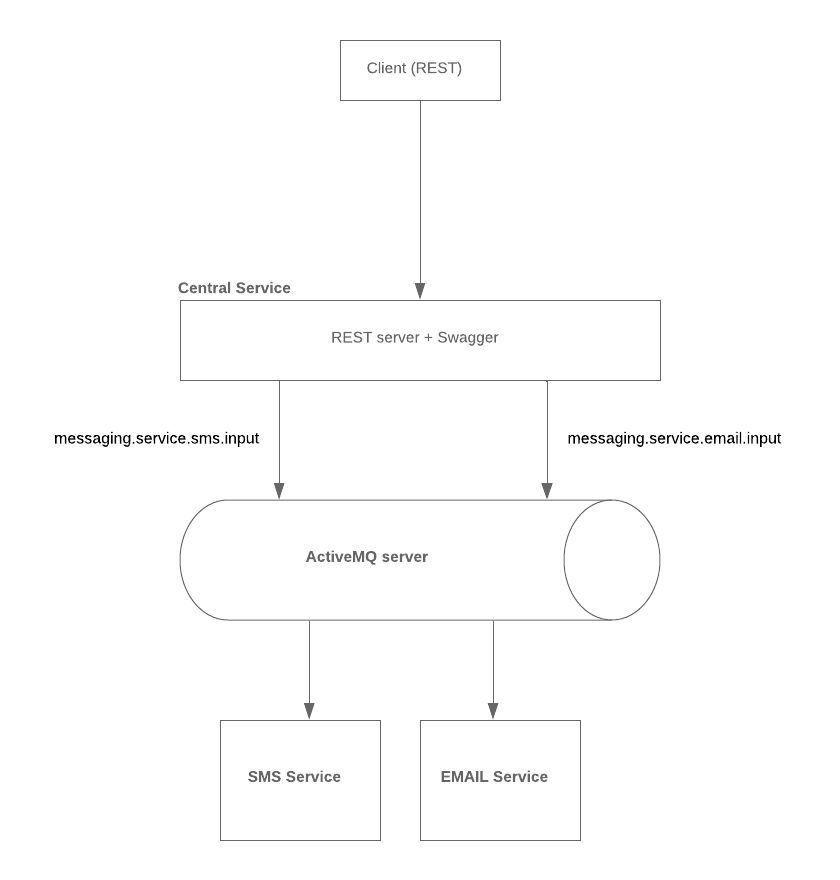 Client (REST)
Central Service
REST server + Swagger
messaging.service.sms.input
messaging.service.email.input
ActiveMQ server
SMS Service
EMAIL Service